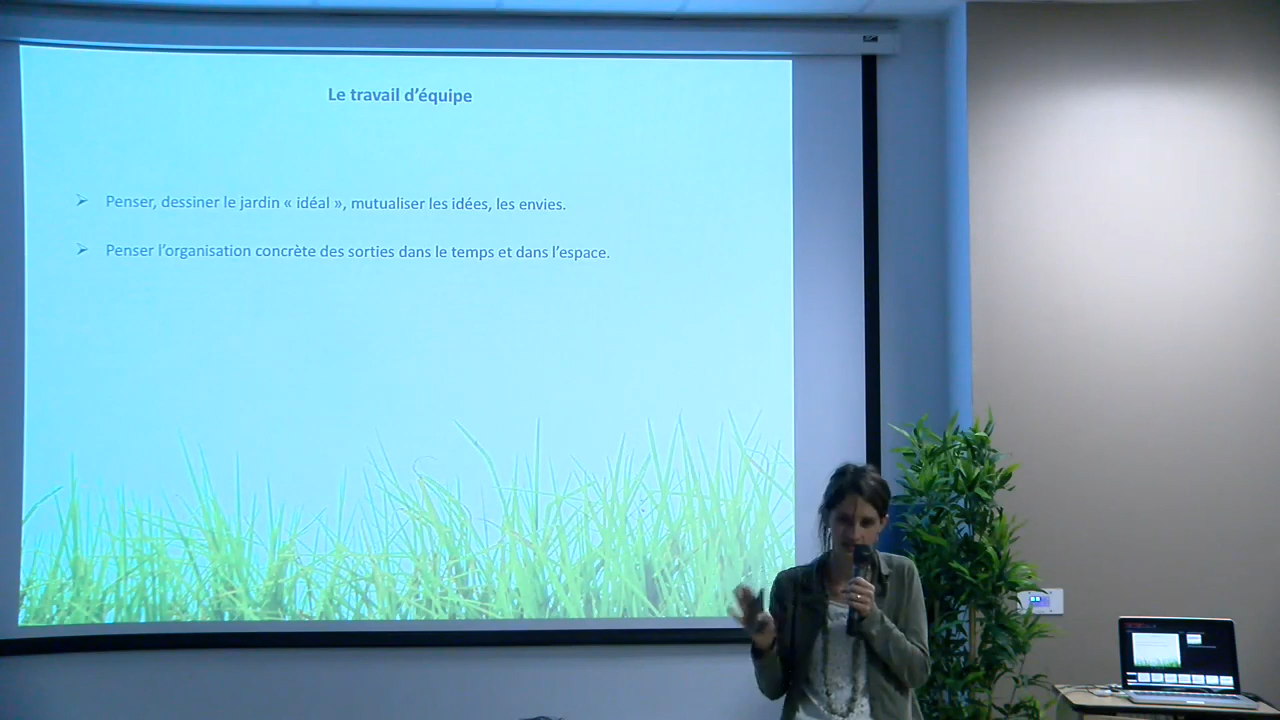 Le travail d’équipe
➢ Penser, dessiner le jardin « idéal », mutualiser les idées, les envies.
➢ Penser l’organisation concrète des sorties dans le temps et dans l’espace.